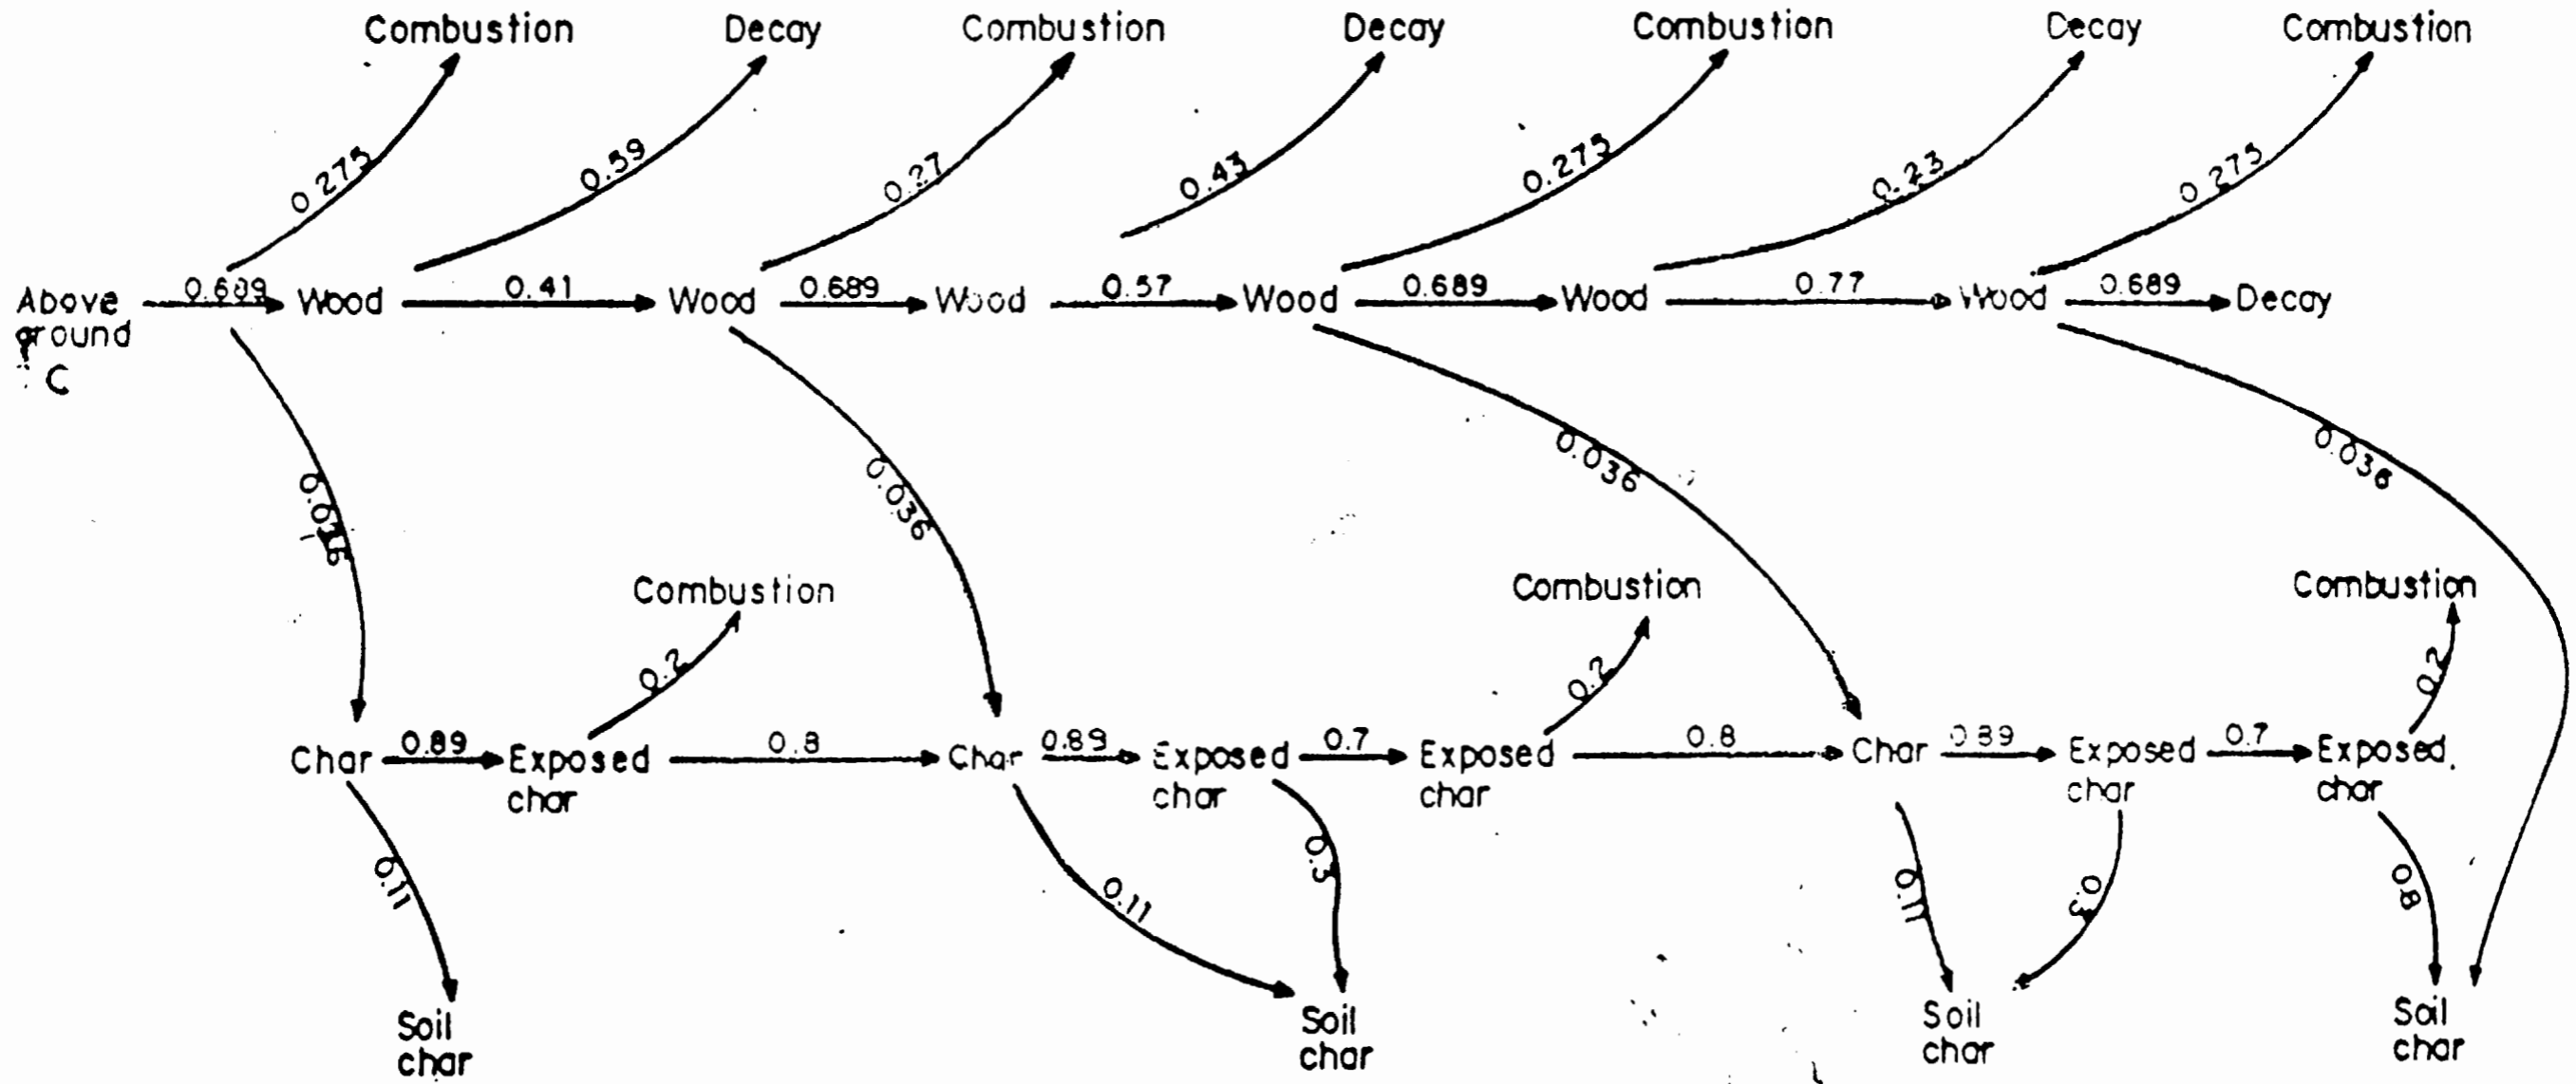 Combustion Decay Combustion Decay Combustion Decay Combustion
0.275 0.59 0.27 0.43 0.275 0.23 0.275
Above 0.689 Wood 0.41 Wood 0.689 Wood 0.57 Wood 0.689 Wood 0.77 Wood 0.689 Decay
ground
C
0.036 0.036 0.036
Combustion Combustion Combustion
0.2 0.2 0.2
Char 0.89 Exposed 0.8 Char 0.89 Exposed 0.7 Exposed 0.8 Char 0.89 Exposed 0.7 Exposed
char char char char char
0.11 0.11 0.3 0.11 0.3 0.8
Soil Soil Soil Soil
char char char char